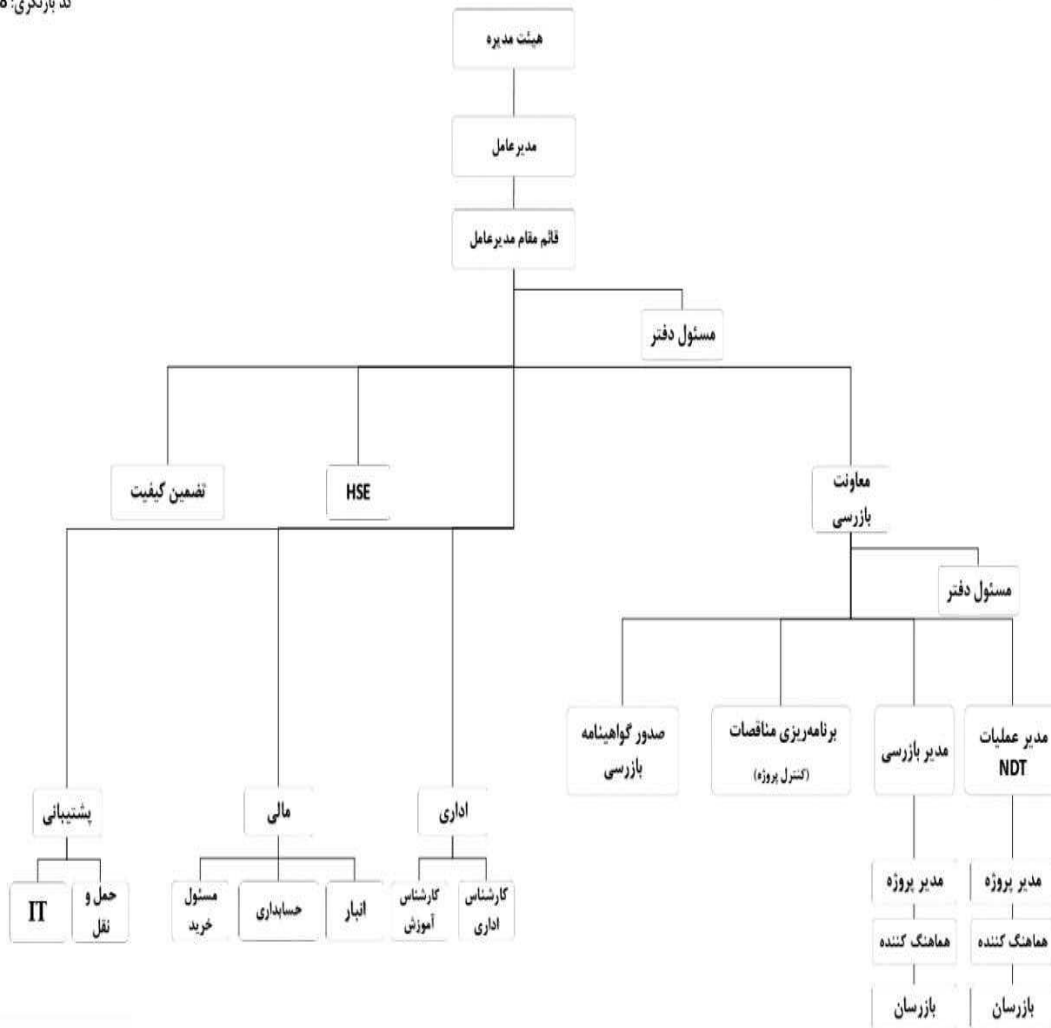 کد بازنگری:
هیئت مدیره
مدیرعامل
قائم مقام مدیرعامل
مسئول دفتر
تضمین کیفیت
HSE
معاونت
بازرسی
مسئول دفتر
مدیر عملیات
NDT
مدیر بازرسی
برنامه‌ریزی مناقصات
(کنترل پروژه)
صدور گواهینامه
بازرسی
اداری
مالی
پشتیبانی
مدیر پروژه
مدیر پروژه
کارشناس
اداری
کارشناس
آموزش
انبار
حسابداری
مسئول
خرید
حمل و
نقل
IT
هماهنگ کننده
هماهنگ کننده
بازرسان
بازرسان